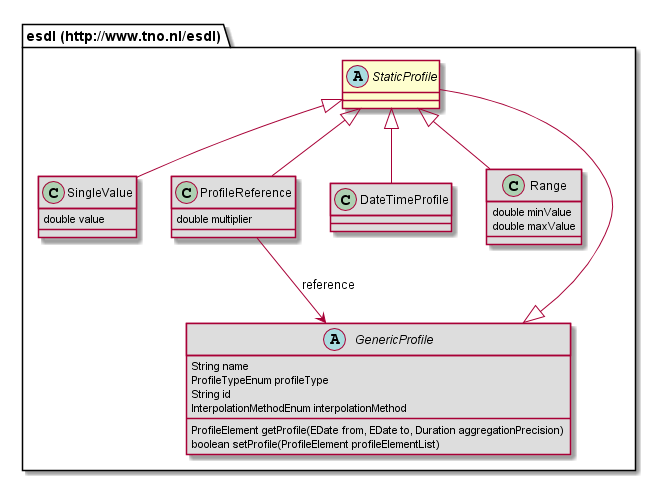 esdl (http://www.tno.nl/esdl)
A StaticProfile
C SingleValue
double value
C ProfileReference
double multiplier
C DateTimeProfile
C Range
double minValue
double maxValue
reference
A GenericProfile
String name
ProfileTypeEnum profileType
String id
InterpolationMethodEnum interpolationMethod
ProfileElement getProfile(EDate from, EDate to, Duration aggregationPrecision)
boolean setProfile(ProfileElement profileElementList)